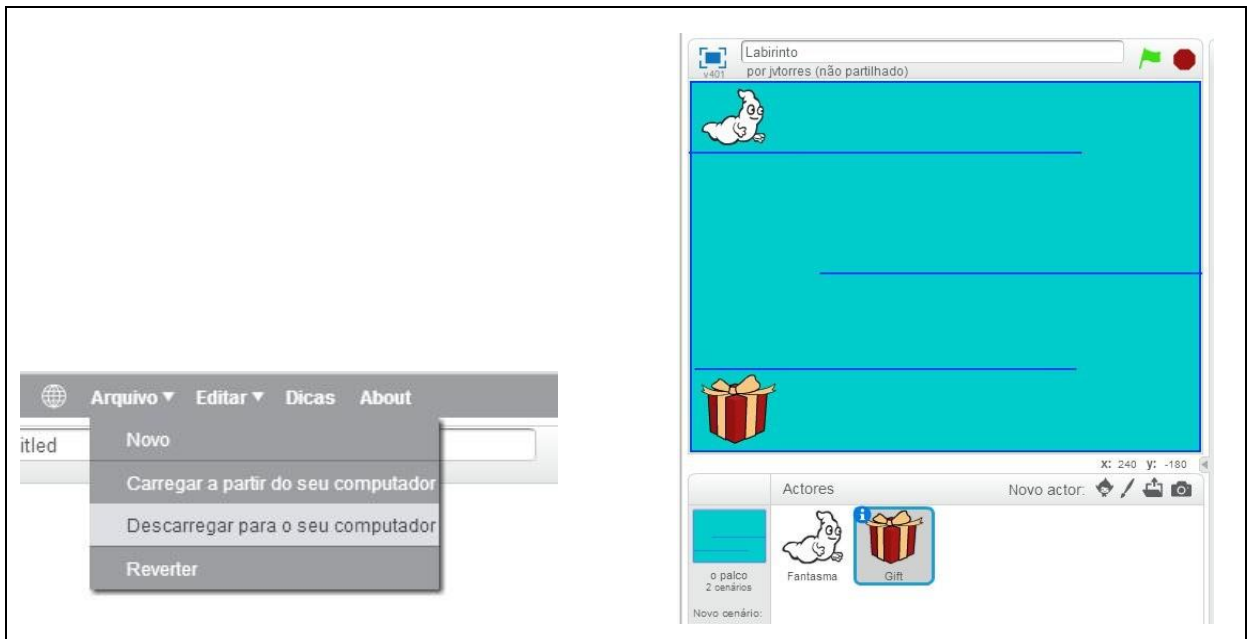 Arquivo ▼ Editar ▼ Dicas About
itled
Novo
Carregar a partir do seu computador
Descarregar para o seu computador
Reverter
Labirinto
v401
por jvtorres (não partilhado)
x: 240 y: -180
Actores
Novo actor:
o palco
2 cenários
Fantasma
Gift
Novo cenário: